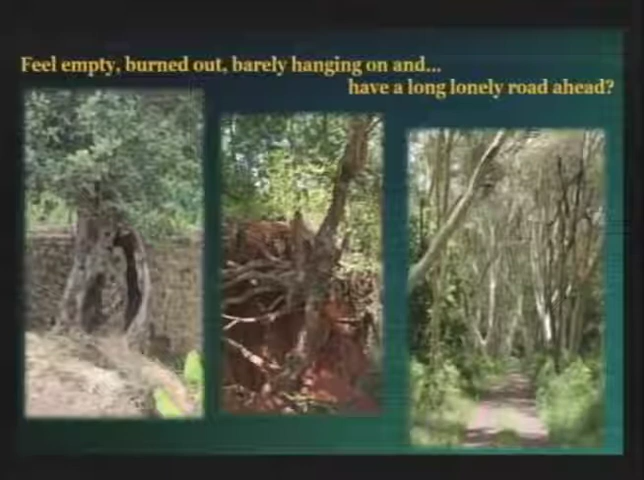 Feel empty, burned out, barely hanging on and...
have a long lonely road ahead?